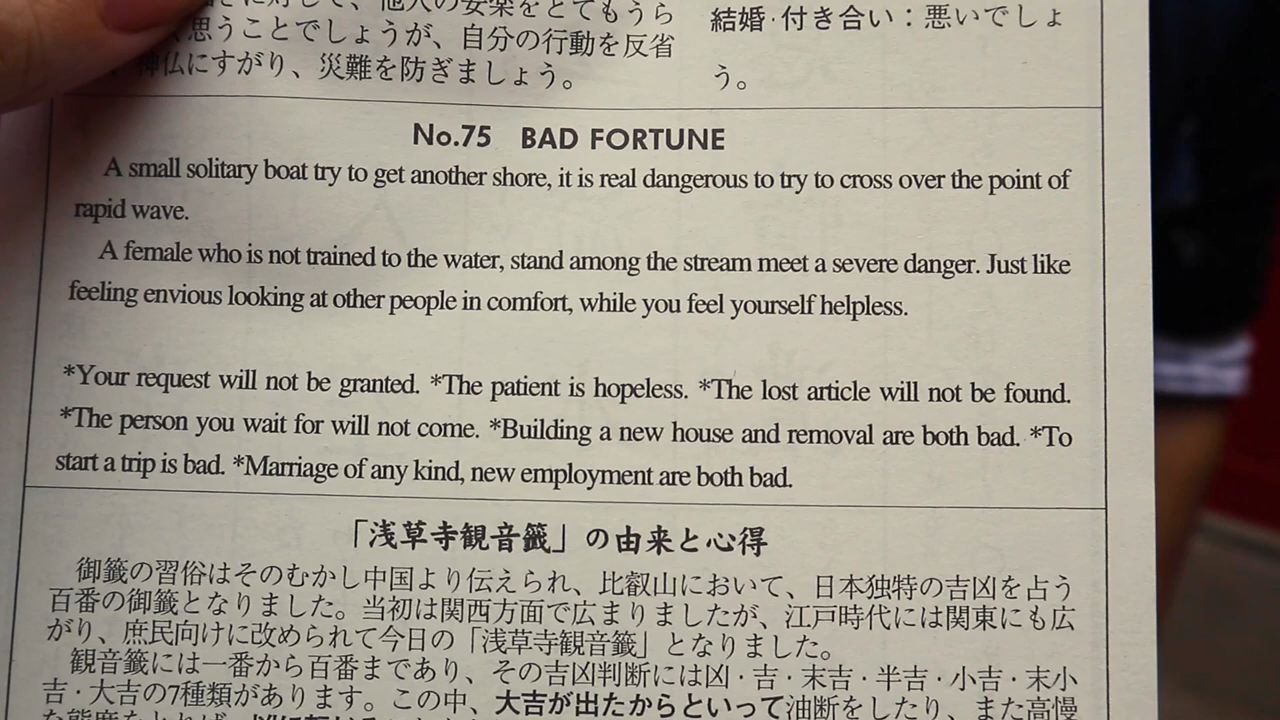 に対して、他人の安楽をとてもうら
思うことでしょうが、自分の行動を反省
神仏にすがり、災難を防ぎましょう。
結婚・付き合い：悪いでしょ
う。
No.75 BAD FORTUNE
A small solitary boat try to get another shore, it is real dangerous to try to cross over the point of
rapid wave.
A female who is not trained to the water, stand among the stream meet a severe danger. Just like
feeling envious looking at other people in comfort, while you feel yourself helpless.
*Your request will not be granted. *The patient is hopeless. *The lost article will not be found.
*The person you wait for will not come. *Building a new house and removal are both bad. *To
start a trip is bad. *Marriage of any kind, new employment are both bad.
「浅草寺観音籤」の由来と心得
御籤の習俗はそのむかし中国より伝えられ、比叡山において、日本独特の吉凶を占う
百番の御籤となりました。当初は関西方面で広まりましたが、江戸時代には関東にも広
がり、庶民向けに改められて今日の「浅草寺観音籤」となりました。
観音籤には一番から百番まであり、その吉凶判断には凶・吉・末吉・半吉・小吉・末小
吉・大吉の7種類があります。この中、大吉が出たからといって油断をしたり、また高慢